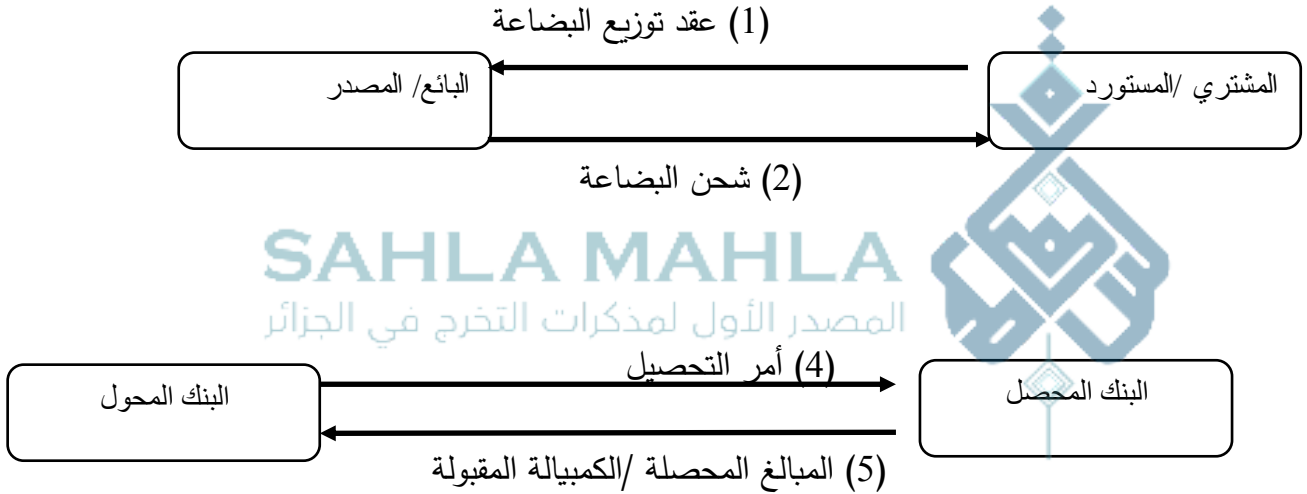 (1) عقد توزيع البضاعة
المشتري /المستورد
البائع/ المصدر
(2) شحن البضاعة
SAHLA MAHLA
المصدر الأول لمذكرات التخرج في الجزائر
(4) أمر التحصيل
البنك المحصل
البنك المحول
(5) المبالغ المحصلة /الكمبيالة المقبولة